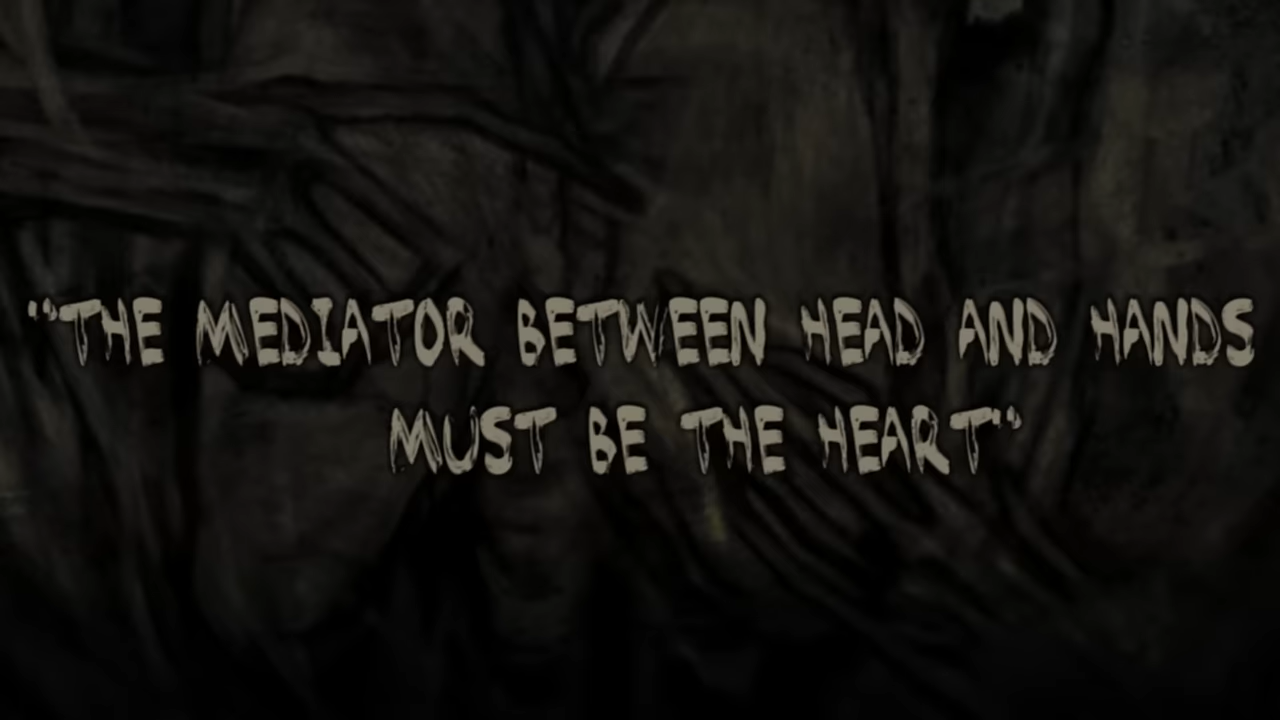 "THE MEDIATOR BETWEEN HEAD AND HANDS
MUST BE THE HEART"